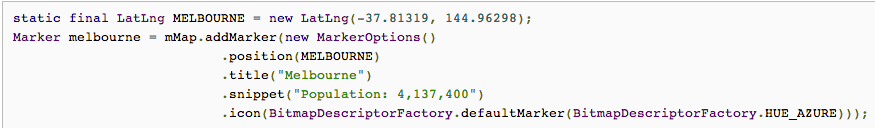 static final LatLng MELBOURNE = new LatLng(-37.81319, 144.96298);
Marker melbourne = mMap.addMarker(new MarkerOptions()
.position(MELBOURNE)
.title("Melbourne")
.snippet("Population: 4,137,400")
.icon(BitmapDescriptorFactory.defaultMarker(BitmapDescriptorFactory.HUE_AZURE)));